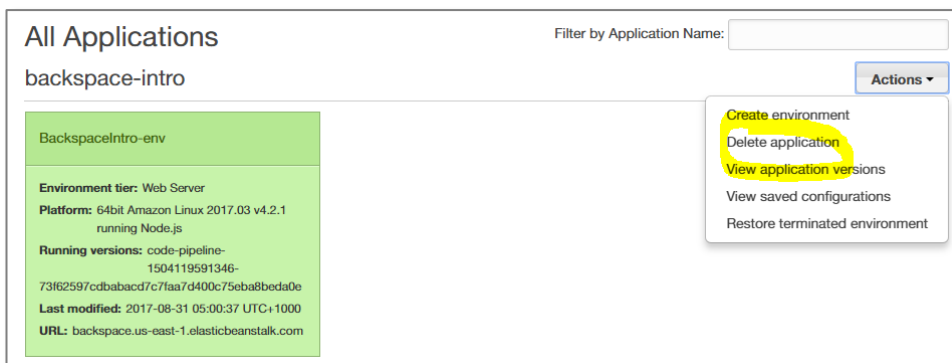 All Applications
Filter by Application Name:
backspace-intro
Actions
Create environment
Delete application
View application versions
View saved configurations
Restore terminated environment
BackspaceIntro-env
Environment tier: Web Server
Platform: 64bit Amazon Linux 2017.03 v4.2.1
running Node.js
Running versions: code-pipeline-
1504119591346-
73f62597cdbabacd7c7faa7d400c75eba8beda0e
Last modified: 2017-08-31 05:00:37 UTC+1000
URL: backspace.us-east-1.elasticbeanstalk.com